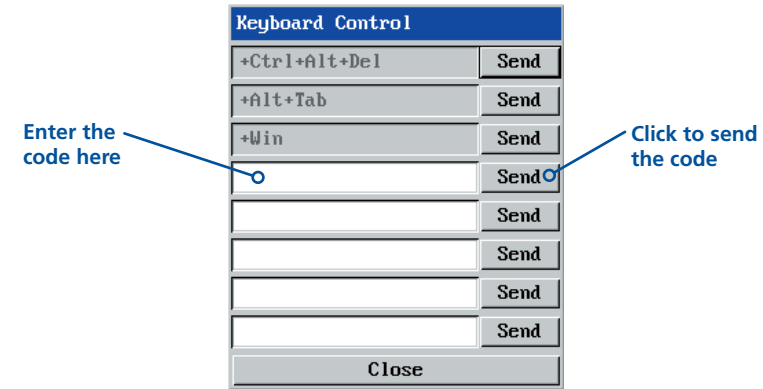 Keyboard Control
+Ctrl+Alt+Del Send
+Alt+Tab Send
+Win Send
Enter the
code here
Send
Click to send
the code
Send
Send
Send
Send
Close